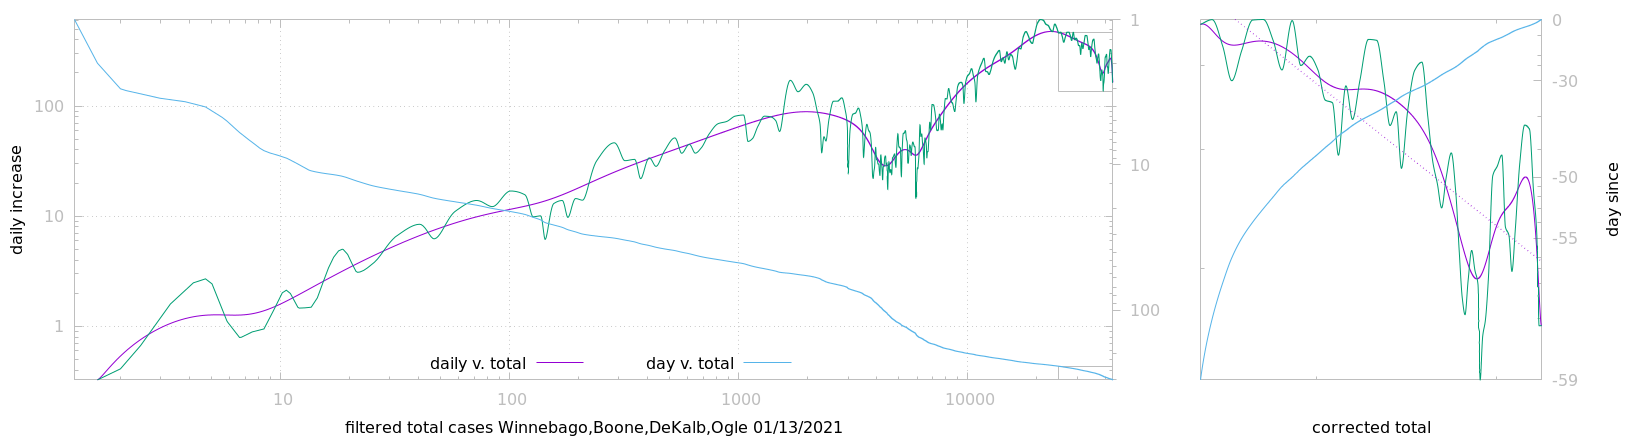 daily increase
100
10
1
daily v. total
day v. total
10
100
1000
10000
1
10
100
filtered total cases Winnebago,Boone,DeKalb,Ogle 01/13/2021
0
-30
-50
-55
-59
day since
corrected total